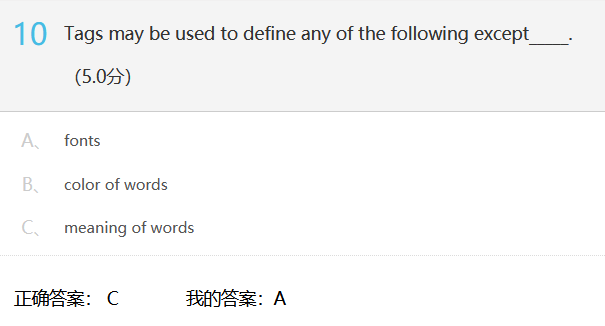 10 Tags may be used to define any of the following except_____.
(5.0分)
A、 fonts
B、 color of words
C、 meaning of words
正确答案： C 我的答案：A